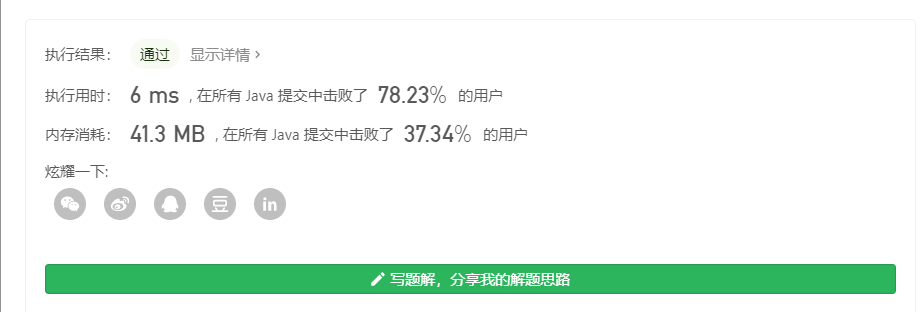 执行结果： 通过 显示详情 ›
执行用时： 6 ms , 在所有 Java 提交中击败了 78.23% 的用户
内存消耗： 41.3 MB , 在所有 Java 提交中击败了 37.34% 的用户
炫耀一下:
豆 in
写题解，分享我的解题思路